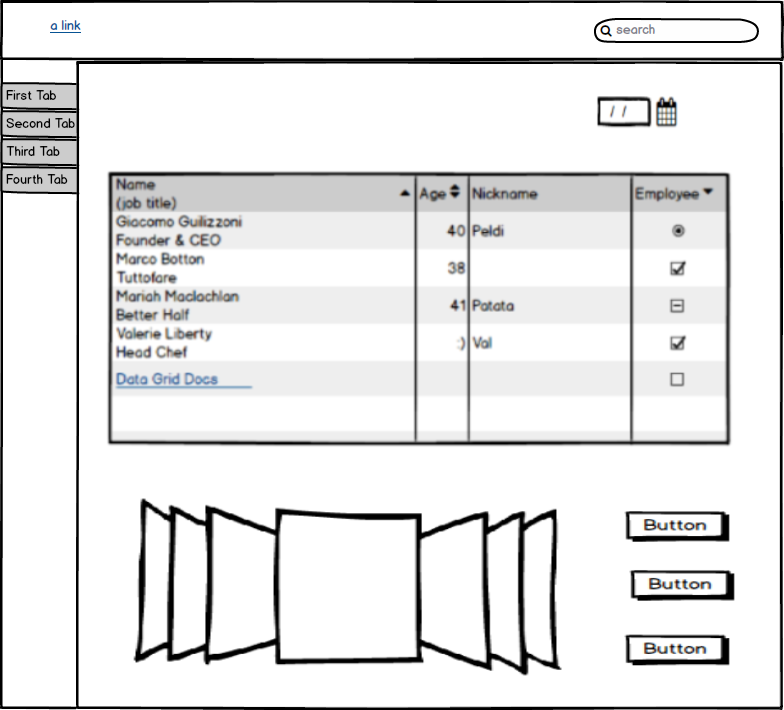 a link
search
First Tab
Second Tab
Third Tab
Fourth Tab
/ /
Name
(job title)
Age
Nickname
Employee
Giacomo Guilizzoni
Founder & CEO
40
Peldi
Marco Botton
Tuttofare
38
Mariah Maclachlan
Better Half
41
Patata
Valerie Liberty
Head Chef
:)
Val
Data Grid Docs
Button
Button
Button